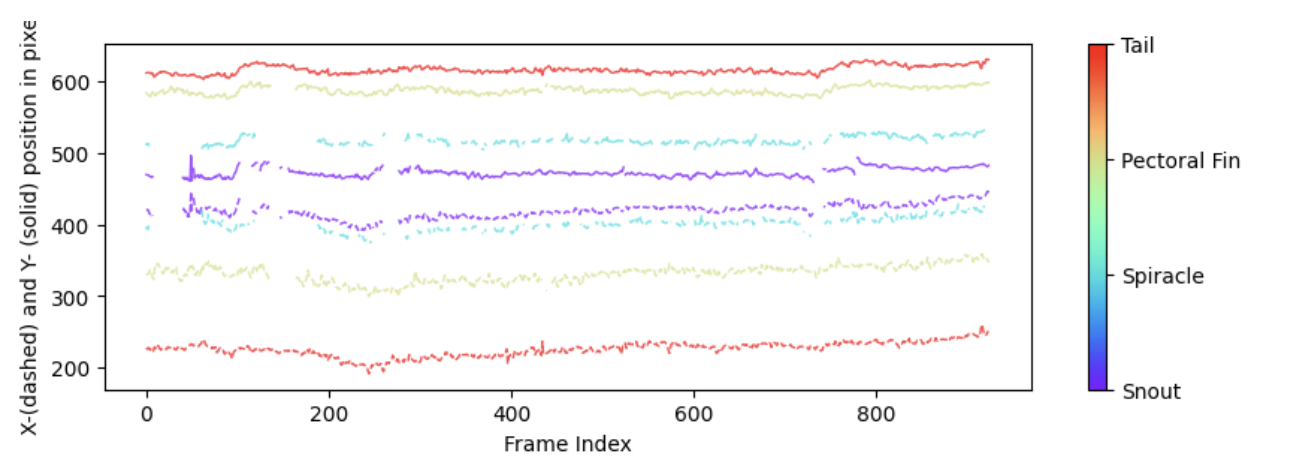 X-(dashed) and Y- (solid) position in
600
500
400
300
200
0
200
400
600
800
Frame Index
Tail
Pectoral Fin
Spiracle
Snout